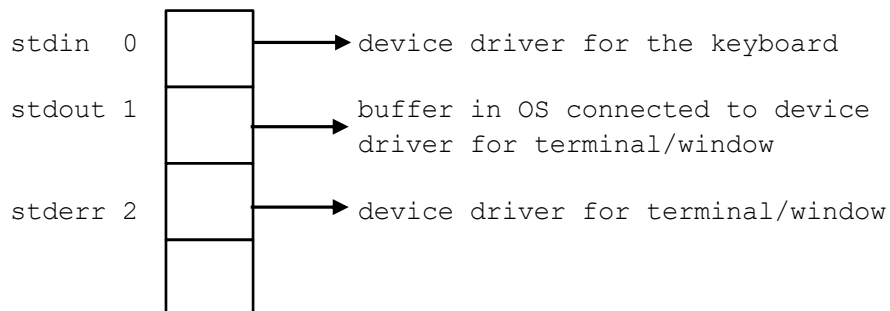 stdin 0 device driver for the keyboard
stdout 1 buffer in OS connected to device
driver for terminal/window
stderr 2 device driver for terminal/window